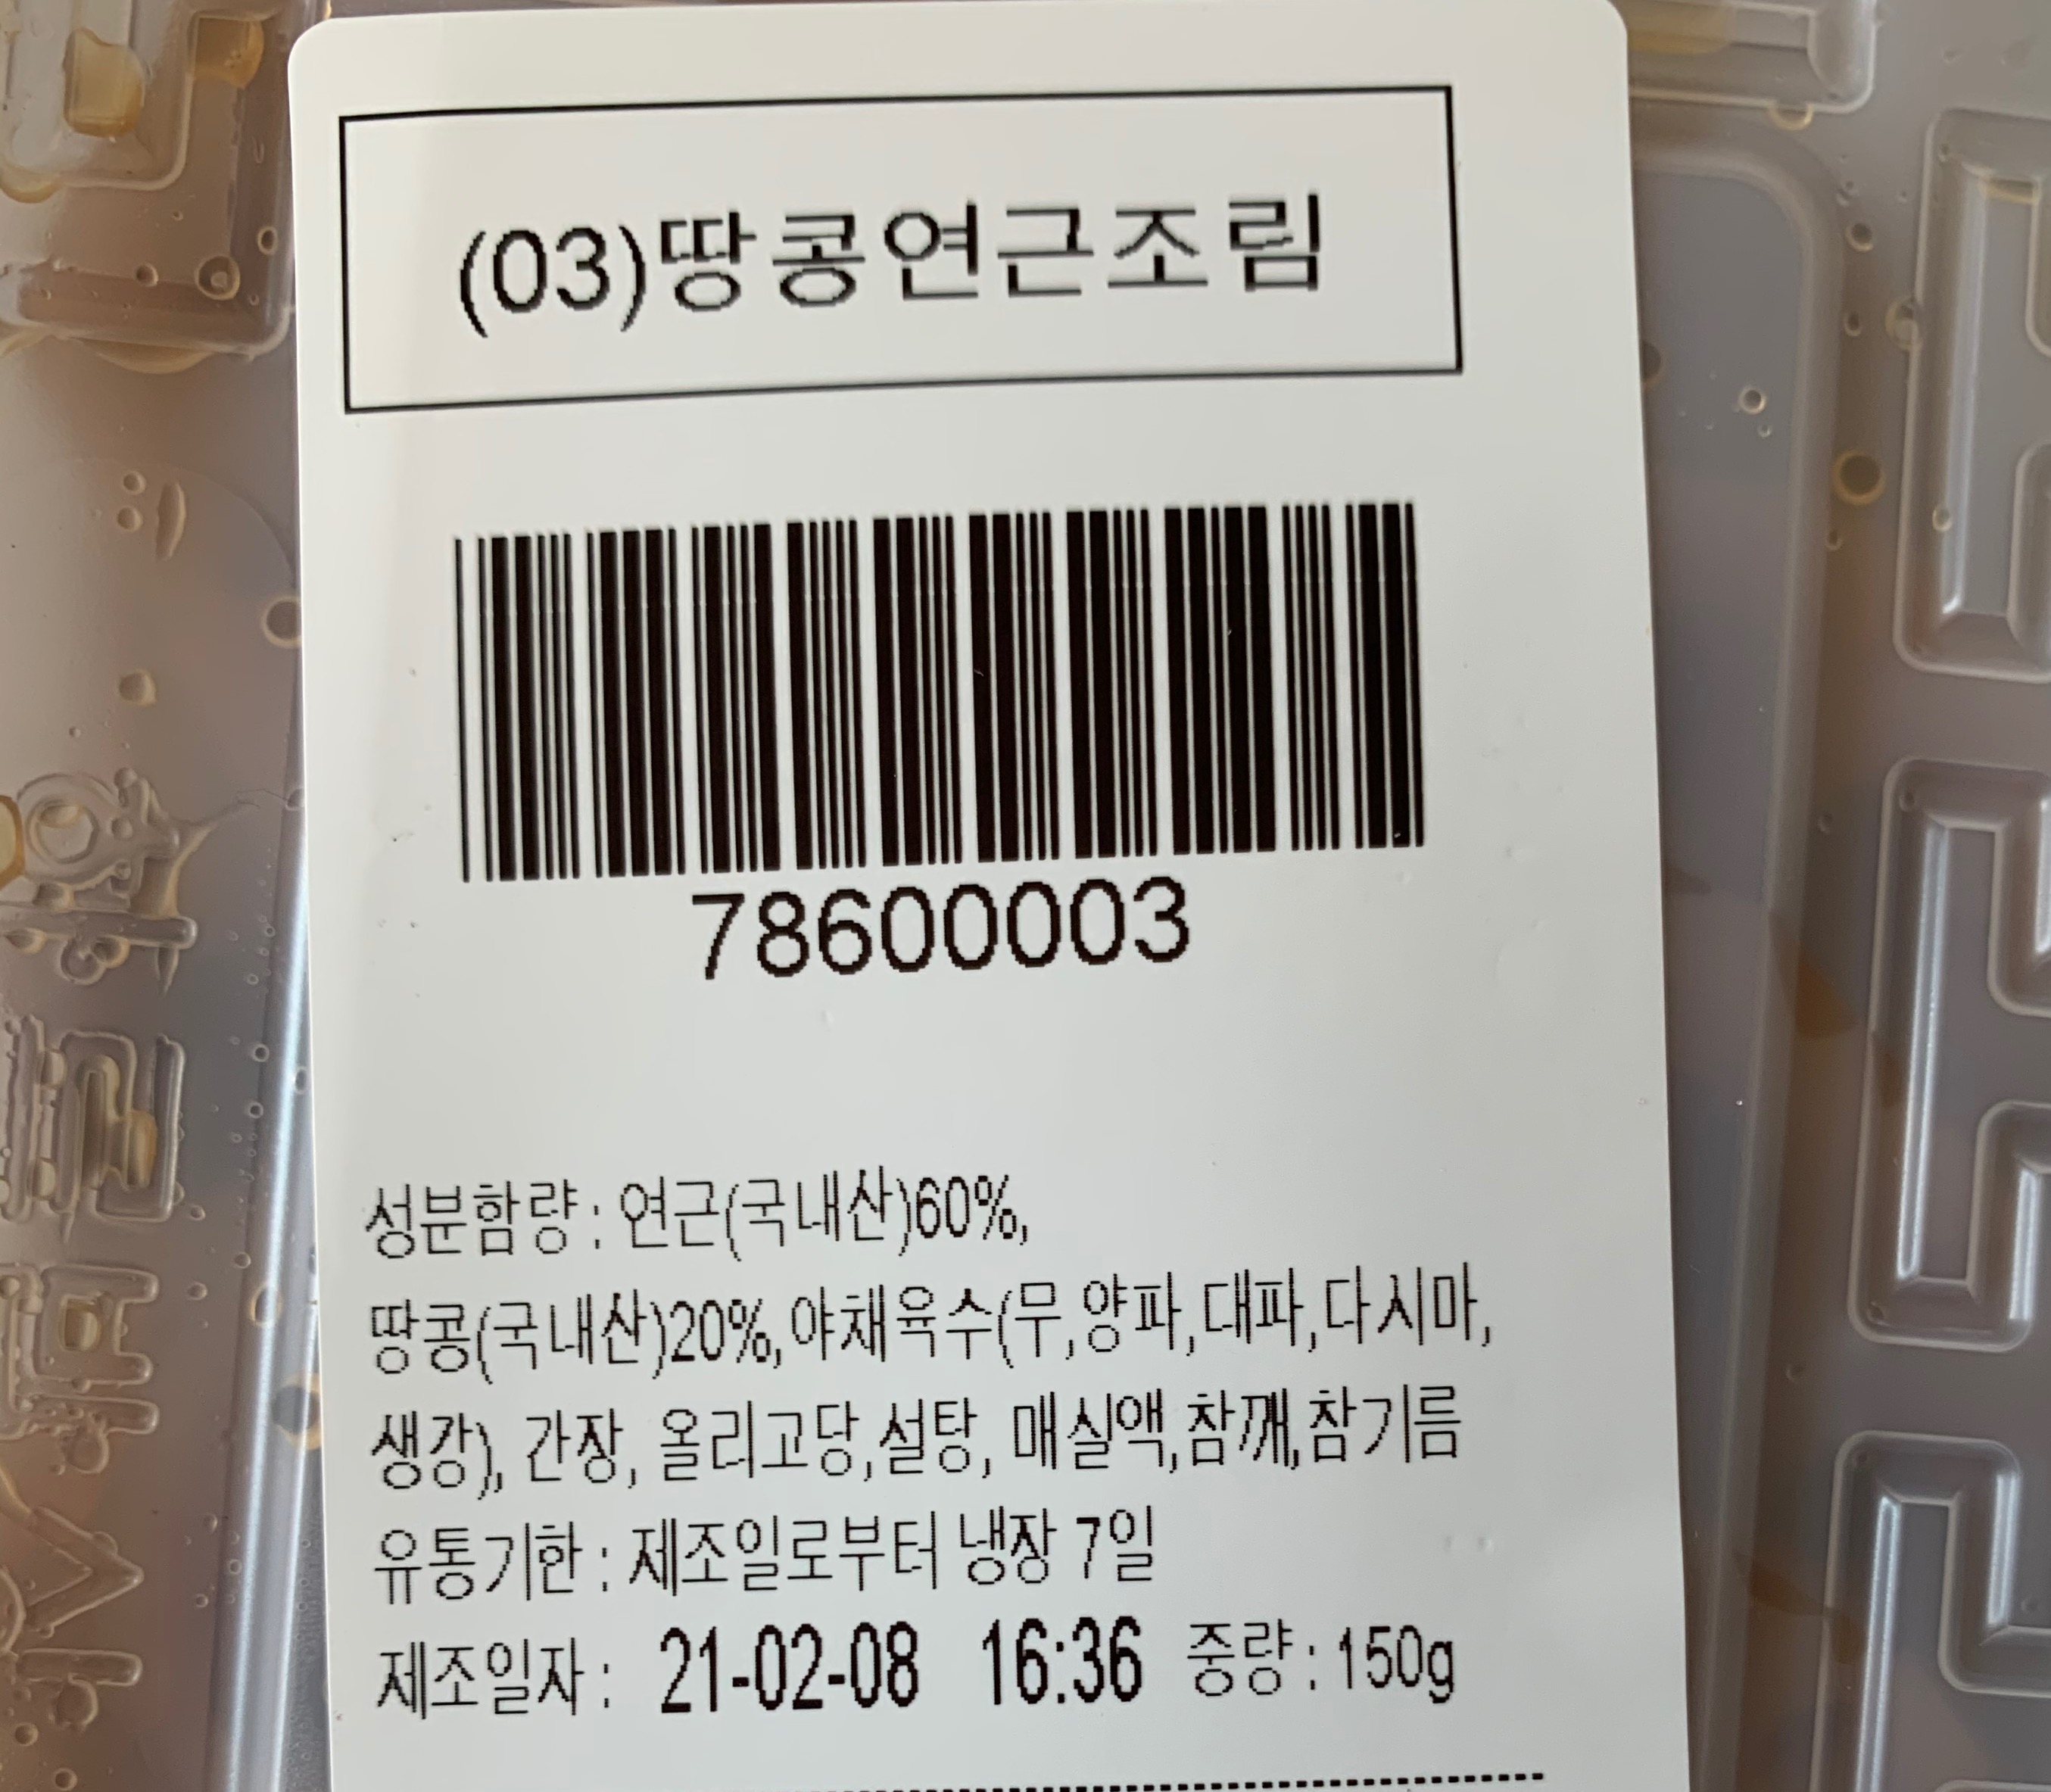 (03)땅콩연근조림
78600003
성분함량 : 연근(국내산)60%,
땅콩(국내산)20%,야채육수(무,양파,대파,다시마,
생강), 간장, 올리고당,설탕, 매실액,참깨,참기름
유통기한 : 제조일로부터 냉장 7일
제조일자 : 21-02-08 16:36 중량 : 150g